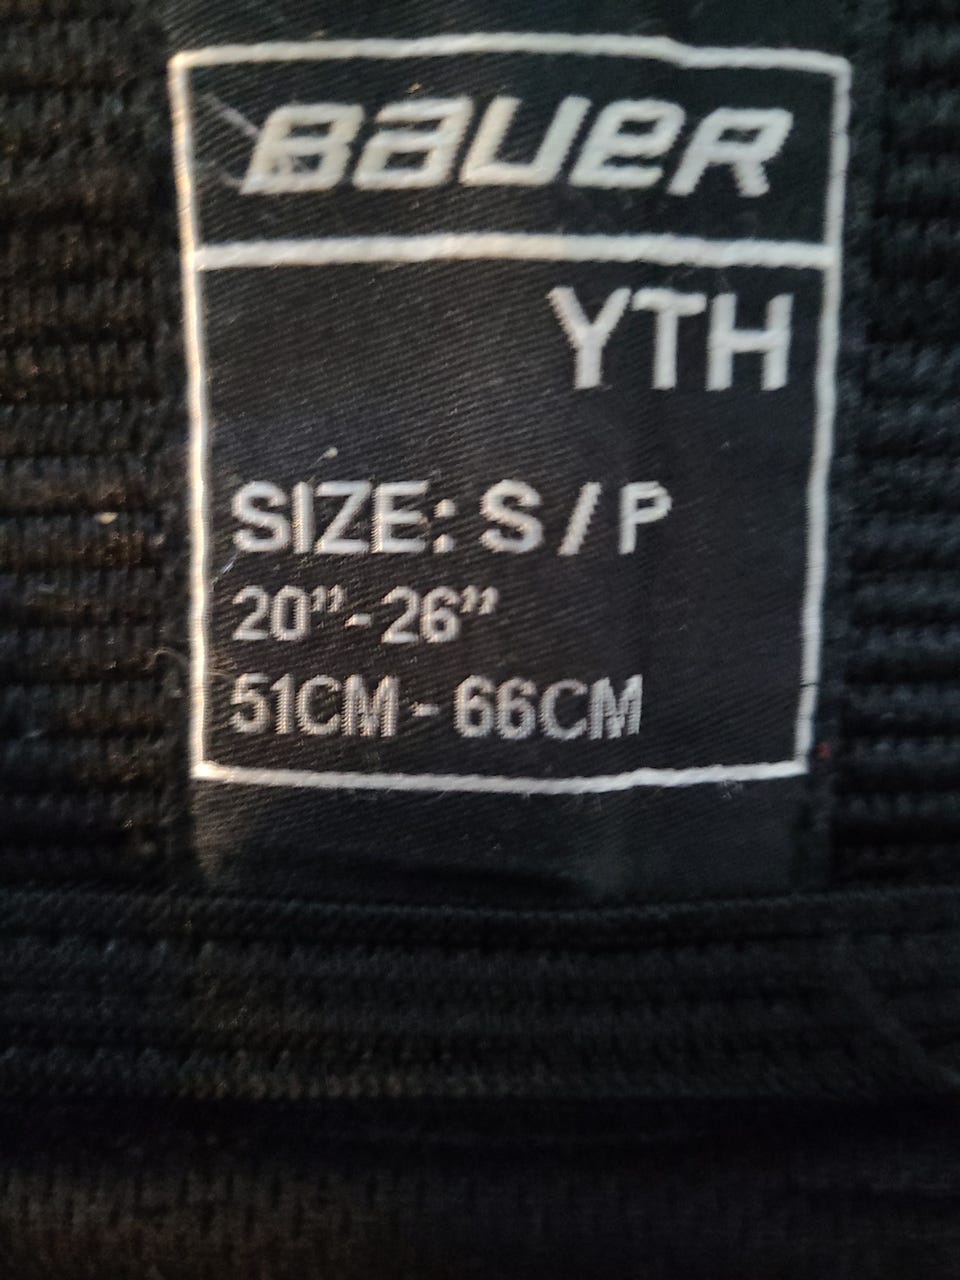 BAUER
YTH
SIZE: S / P
20”- 26”
51CM - 66CM